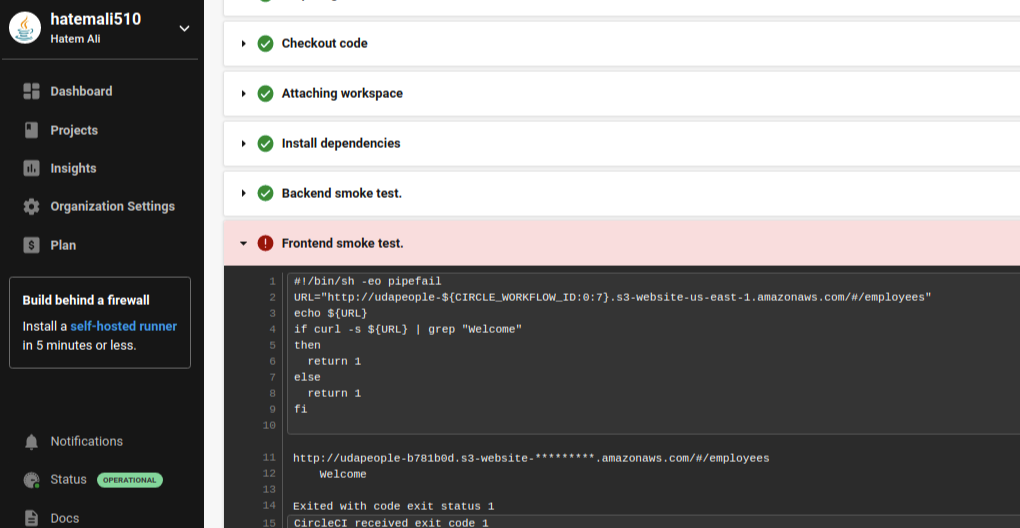 hatemali510
Hatem Ali
Dashboard
Projects
Insights
Organization Settings
Plan
Build behind a firewall
Install a self-hosted runner
in 5 minutes or less.
Notifications
Status OPERATIONAL
Docs
Checkout code
Attaching workspace
Install dependencies
Backend smoke test.
Frontend smoke test.
1 #!/bin/sh -eo pipefail
2 URL="http://udapeople-${CIRCLE_WORKFLOW_ID:0:7}.s3-website-us-east-1.amazonaws.com/#/employees"
3 echo ${URL}
4 if curl -s ${URL} | grep "Welcome"
5 then
6   return 1
7 else
8   return 1
9 fi
10
11 http://udapeople-b781b0d.s3-website-*********.amazonaws.com/#/employees
12     Welcome
13
14 Exited with code exit status 1
15 CircleCI received exit code 1